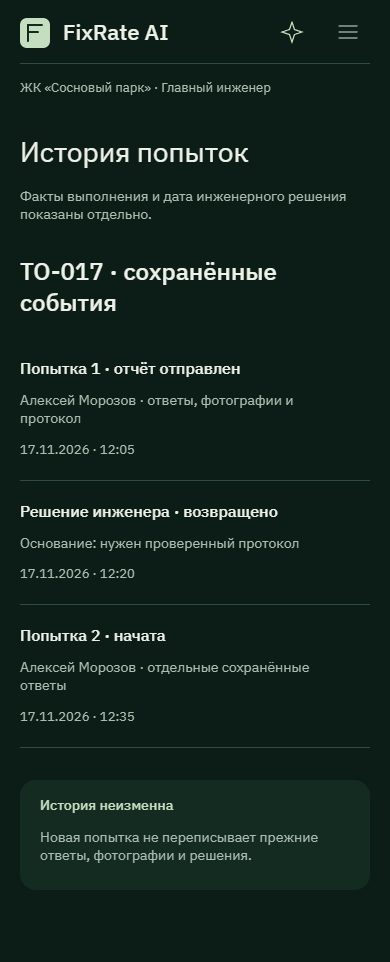 FixRate AI
ЖК «Сосновый парк» · Главный инженер
История попыток
Факты выполнения и дата инженерного решения
показаны отдельно.
ТО-017 · сохранённые
события
Попытка 1 · отчёт отправлен
Алексей Морозов · ответы, фотографии и
протокол
17.11.2026 · 12:05
Решение инженера · возвращено
Основание: нужен проверенный протокол
17.11.2026 · 12:20
Попытка 2 · начата
Алексей Морозов · отдельные сохранённые
ответы
17.11.2026 · 12:35
История неизменна
Новая попытка не переписывает прежние
ответы, фотографии и решения.